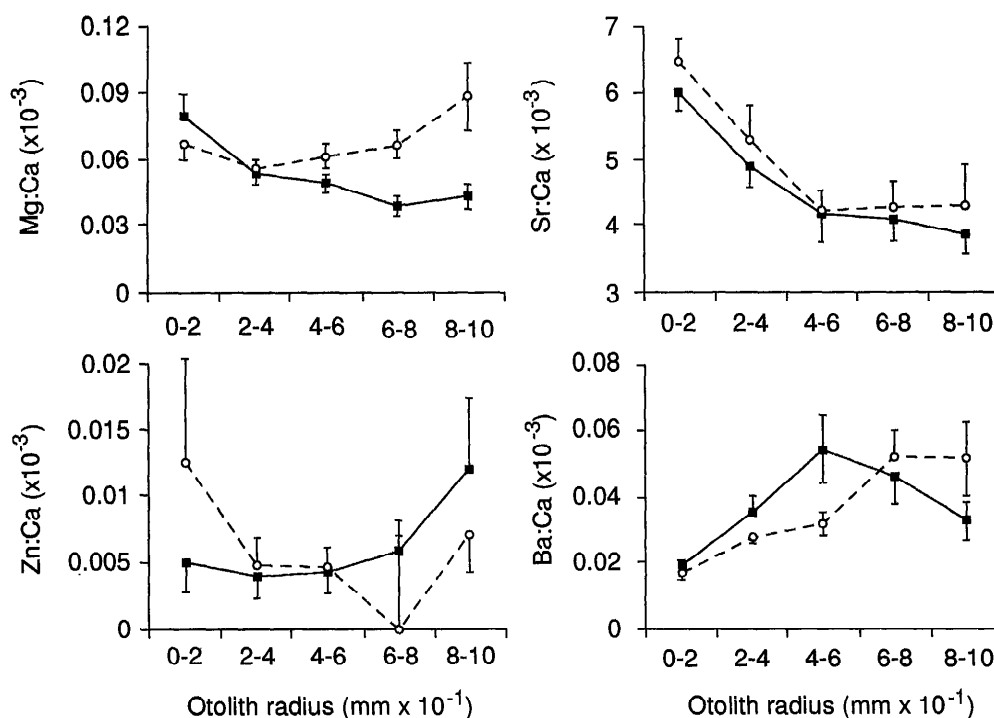 Mg:Ca (x10⁻³)
0.12
0.09
0.06
0.03
0
0-2 2-4 4-6 6-8 8-10
Sr:Ca (x 10⁻³)
7
6
5
4
3
0-2 2-4 4-6 6-8 8-10
Zn:Ca (x10⁻³)
0.02
0.015
0.01
0.005
0
0-2 2-4 4-6 6-8 8-10
Otolith radius (mm x 10⁻¹)
Ba:Ca (x10⁻³)
0.08
0.06
0.04
0.02
0
0-2 2-4 4-6 6-8 8-10
Otolith radius (mm x 10⁻¹)